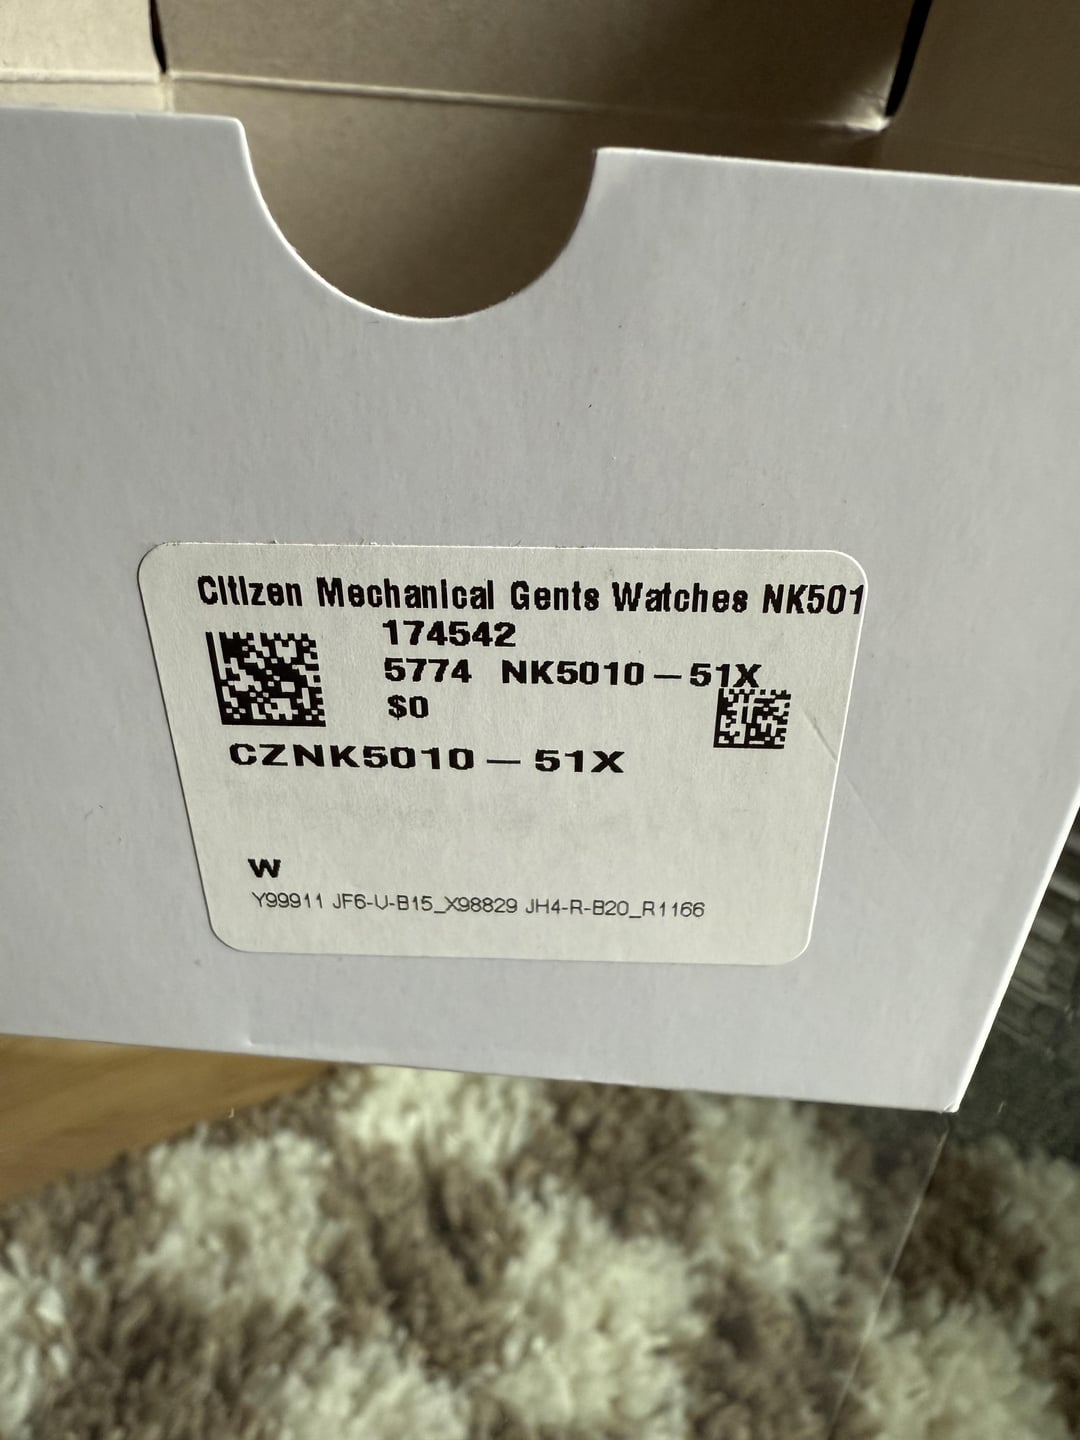 Citizen Mechanical Gents Watches NK501
174542
5774 NK5010-51X
$0
CZNK5010-51X
W
Y99911 JF6-U-B15_X98829 JH4-R-B20_R1166